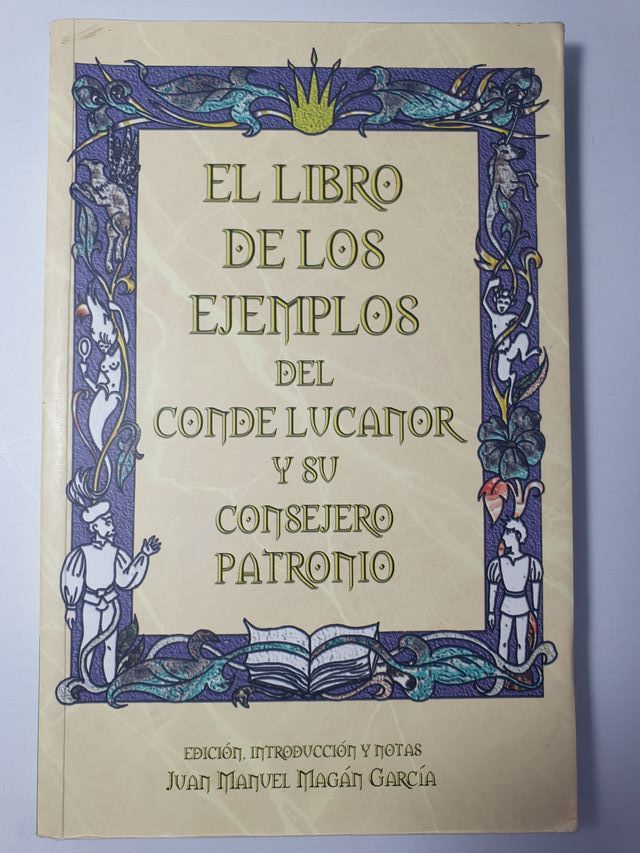 EL LIBRO
DE LOS
EJEMPLOS
DEL
CONDE LUCANOR
Y SU
CONSEJERO
PATRONIO
EDICIÓN, INTRODUCCIÓN Y NOTAS
JUAN MANUEL MAGÁN GARCÍA